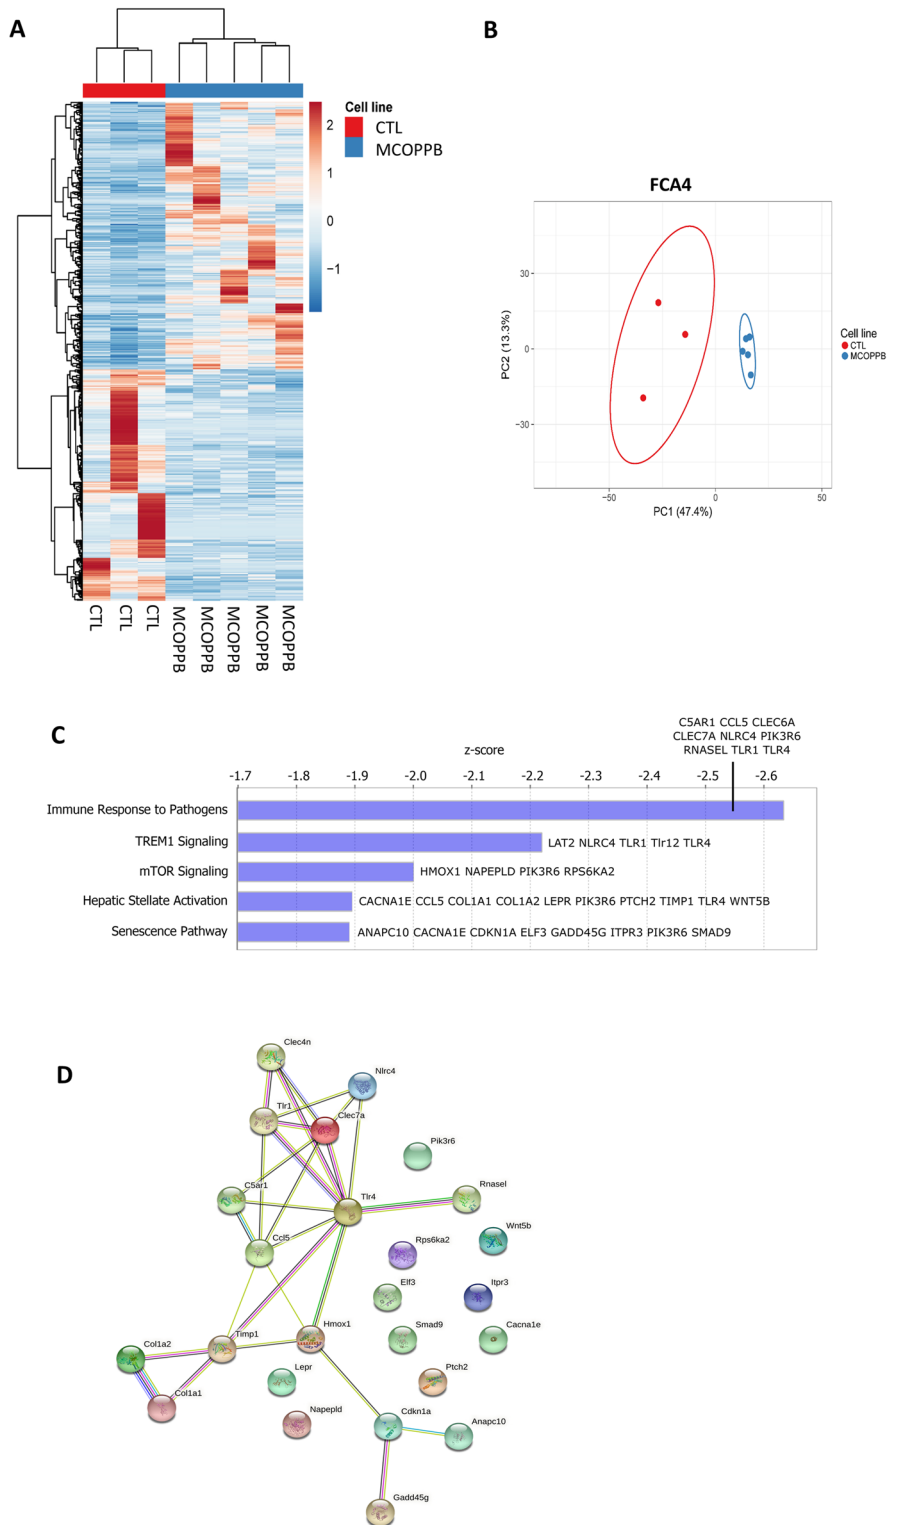 A
Cell line
CTL
MCOPPB
2
1
0
−1
CTL
CTL
CTL
MCOPPB
MCOPPB
MCOPPB
MCOPPB
MCOPPB
B
FCA4
PC2 (13.3%)
30
0
−30
−50
0
50
PC1 (47.4%)
Cell line
CTL
MCOPPB
C
C5AR1 CCL5 CLEC6A
CLEC7A NLRC4 PIK3R6
RNASEL TLR1 TLR4
z-score
-1.7 -1.8 -1.9 -2.0 -2.1 -2.2 -2.3 -2.4 -2.5 -2.6
Immune Response to Pathogens
TREM1 Signaling LAT2 NLRC4 TLR1 Tlr12 TLR4
mTOR Signaling HMOX1 NAPEPLD PIK3R6 RPS6KA2
Hepatic Stellate Activation CACNA1E CCL5 COL1A1 COL1A2 LEPR PIK3R6 PTCH2 TIMP1 TLR4 WNT5B
Senescence Pathway ANAPC10 CACNA1E CDKN1A ELF3 GADD45G ITPR3 PIK3R6 SMAD9
D
Clec4n
Nlrc4
Tlr1
Clec7a
Pik3r6
C5ar1
Tlr4
Rnasel
Ccl5
Rps6ka2
Wnt5b
Elf3
Itpr3
Timp1
Hmox1
Smad9
Cacna1e
Col1a2
Lepr
Ptch2
Col1a1
Napepld
Cdkn1a
Anapc10
Gadd45g